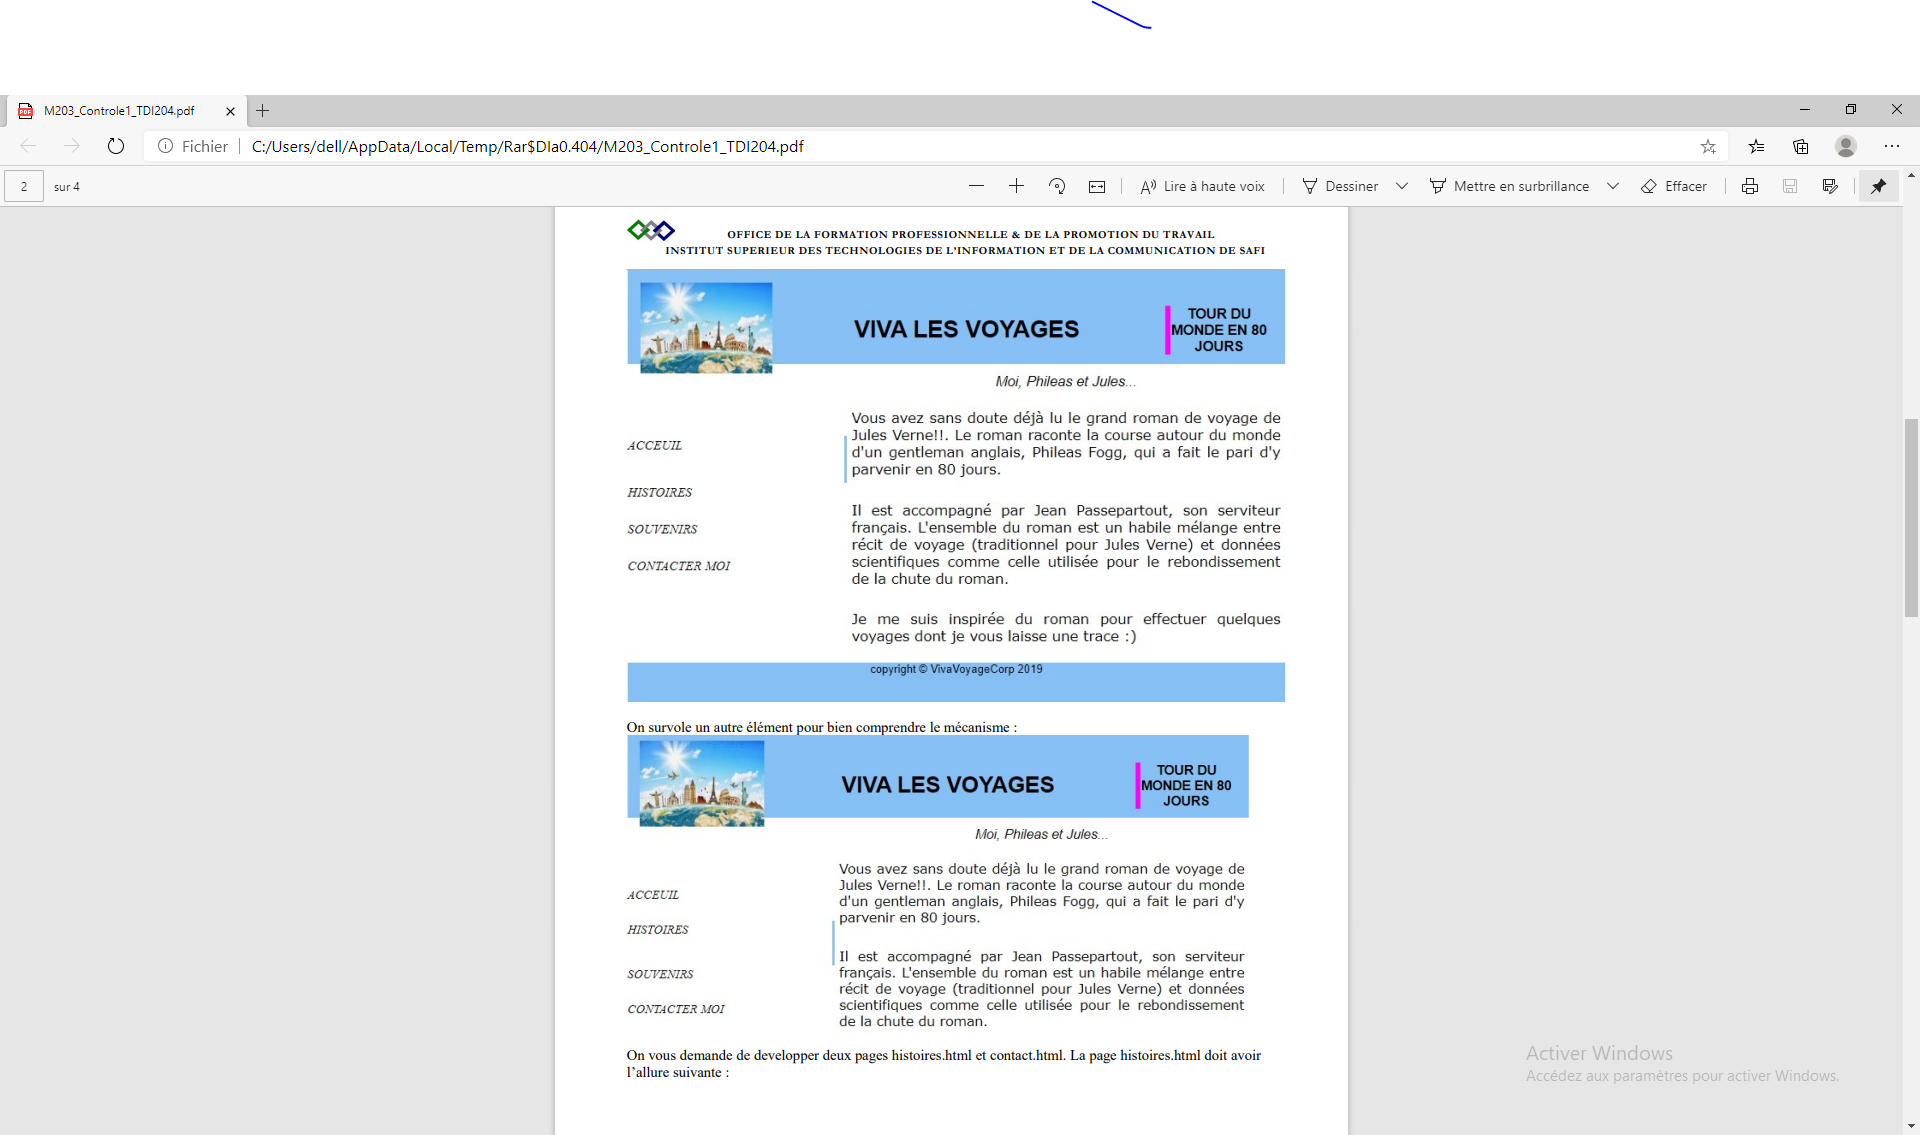 M203_Controle1_TDI204.pdf
Fichier
C:/Users/dell/AppData/Local/Temp/Rar$DIa0.404/M203_Controle1_TDI204.pdf
2 sur 4
Lire à haute voix
Dessiner
Mettre en surbrillance
Effacer
OFFICE DE LA FORMATION PROFESSIONNELLE & DE LA PROMOTION DU TRAVAIL
INSTITUT SUPERIEUR DES TECHNOLOGIES DE L'INFORMATION ET DE LA COMMUNICATION DE SAFI
VIVA LES VOYAGES
TOUR DU
MONDE EN 80
JOURS
Moi, Phileas et Jules...
ACCEUIL
HISTOIRES
SOUVENIRS
CONTACTER MOI
Vous avez sans doute déjà lu le grand roman de voyage de
Jules Verne!!. Le roman raconte la course autour du monde
d'un gentleman anglais, Phileas Fogg, qui a fait le pari d'y
parvenir en 80 jours.
Il est accompagné par Jean Passepartout, son serviteur
français. L'ensemble du roman est un habile mélange entre
récit de voyage (traditionnel pour Jules Verne) et données
scientifiques comme celle utilisée pour le rebondissement
de la chute du roman.
Je me suis inspirée du roman pour effectuer quelques
voyages dont je vous laisse une trace :)
copyright © VivaVoyageCorp 2019
On survole un autre élément pour bien comprendre le mécanisme :
VIVA LES VOYAGES
TOUR DU
MONDE EN 80
JOURS
Moi, Phileas et Jules...
ACCEUIL
HISTOIRES
SOUVENIRS
CONTACTER MOI
Vous avez sans doute déjà lu le grand roman de voyage de
Jules Verne!!. Le roman raconte la course autour du monde
d'un gentleman anglais, Phileas Fogg, qui a fait le pari d'y
parvenir en 80 jours.
Il est accompagné par Jean Passepartout, son serviteur
français. L'ensemble du roman est un habile mélange entre
récit de voyage (traditionnel pour Jules Verne) et données
scientifiques comme celle utilisée pour le rebondissement
de la chute du roman.
On vous demande de developper deux pages histoires.html et contact.html. La page histoires.html doit avoir
l’allure suivante :
Activer Windows
Accédez aux paramètres pour activer Windows.